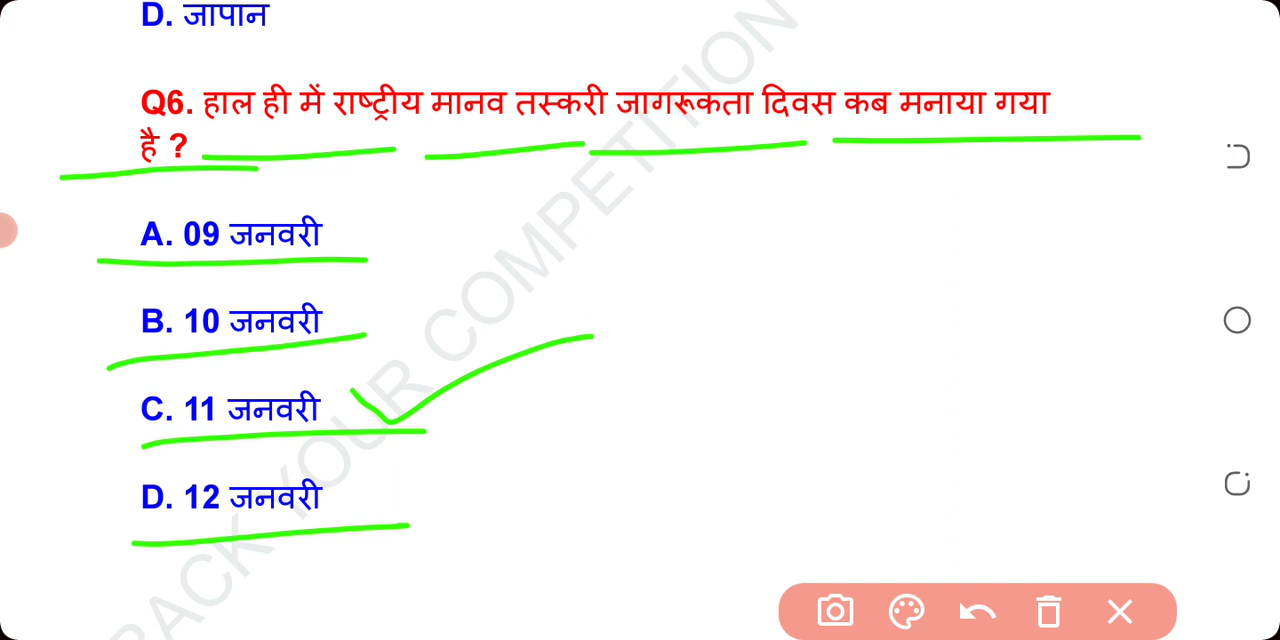 D. जापान
Q6. हाल ही में राष्ट्रीय मानव तस्करी जागरूकता दिवस कब मनाया गया
है ?
A. 09 जनवरी
B. 10 जनवरी
C. 11 जनवरी
D. 12 जनवरी
RACK YOUR COMPETITION